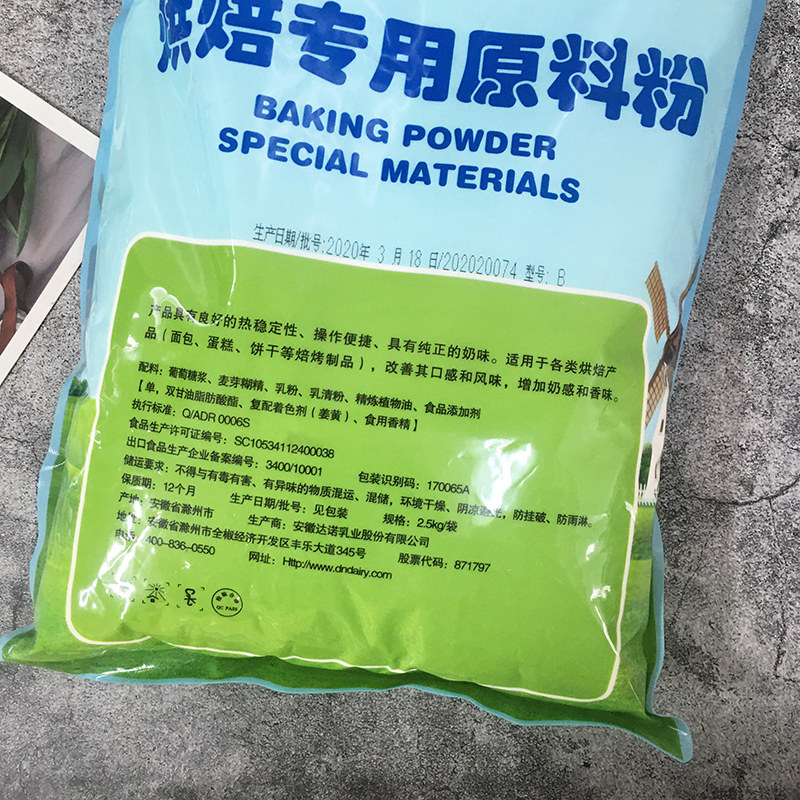 烘焙专用原料粉
BAKING POWDER
SPECIAL MATERIALS
生产日期/批号:2020年 3 月 18 日/202020074 型号: B
产品具有良好的热稳定性、操作便捷、具有纯正的奶味。适用于各类烘焙产
品（面包、蛋糕、饼干等焙烤制品），改善其口感和风味，增加奶感和香味。
配料：葡萄糖浆、麦芽糊精、乳粉、乳清粉、精炼植物油、食品添加剂
【单，双甘油脂肪酸酯、复配着色剂（姜黄）、食用香精】
执行标准：Q/ADR 0006S
食品生产许可证编号：SC10534112400038
出口食品生产企业备案编号：3400/10001 包装识别码：170065A
储运要求：不得与有毒有害、有异味的物质混运、混储，环境干燥、阴凉避光，防挂破、防雨淋。
保质期：12个月 生产日期/批号：见包装 规格：2.5kg/袋
产地：安徽省滁州市 生产商：安徽达诺乳业股份有限公司
地址：安徽省滁州市全椒经济开发区丰乐大道345号 股票代码：871797
电话：400-836-0550 网址：Http://www.dndairy.com
QC PASS